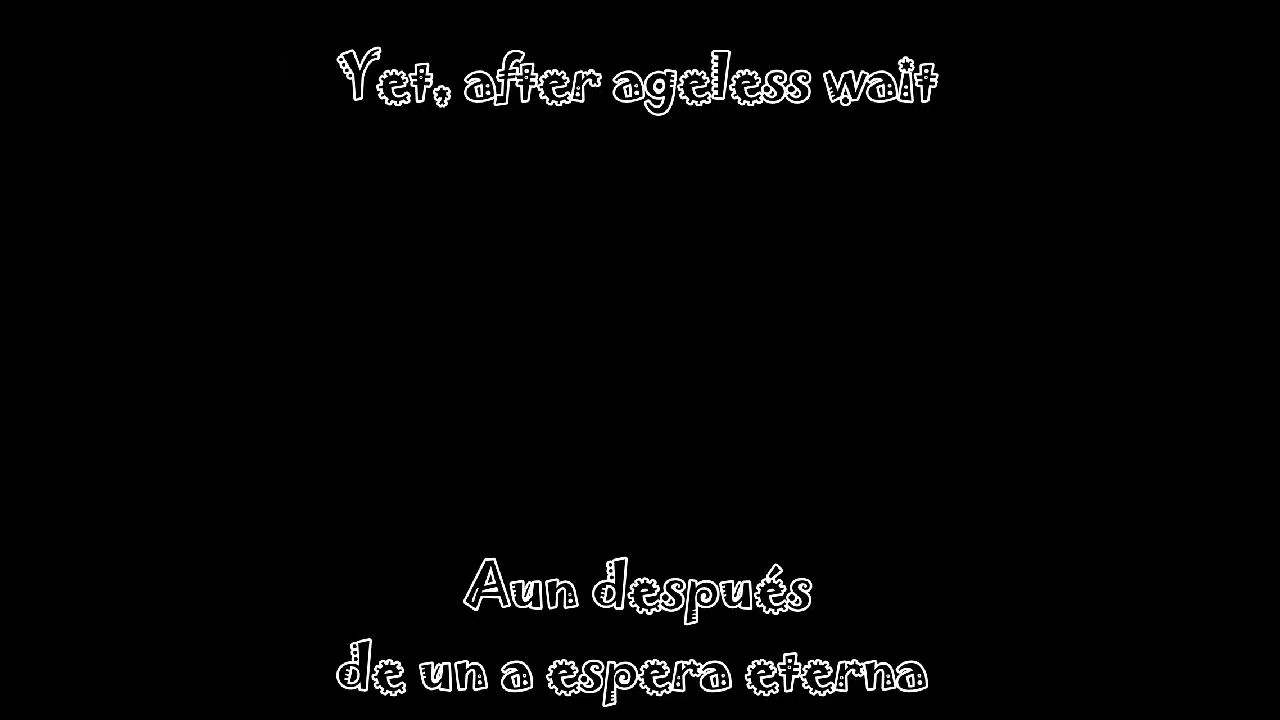 Yet, after ageless wait
Aun después
de un a espera eterna